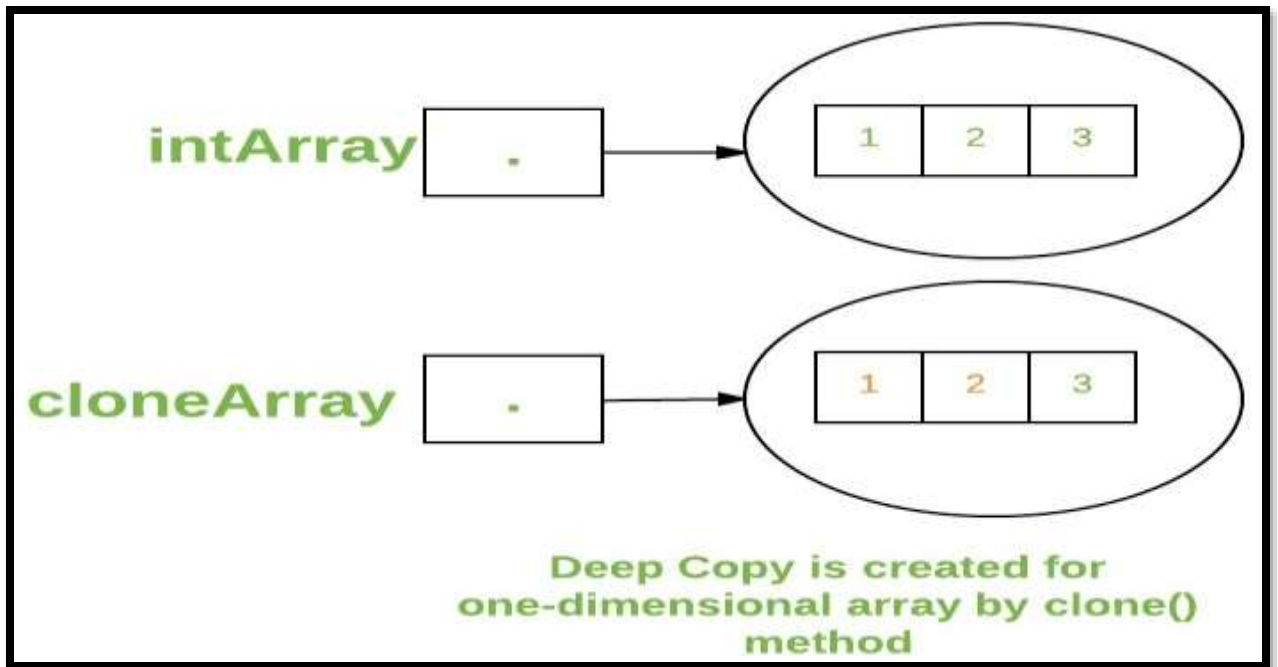 intArray
.
1 2 3
cloneArray
.
1 2 3
Deep Copy is created for
one-dimensional array by clone()
method